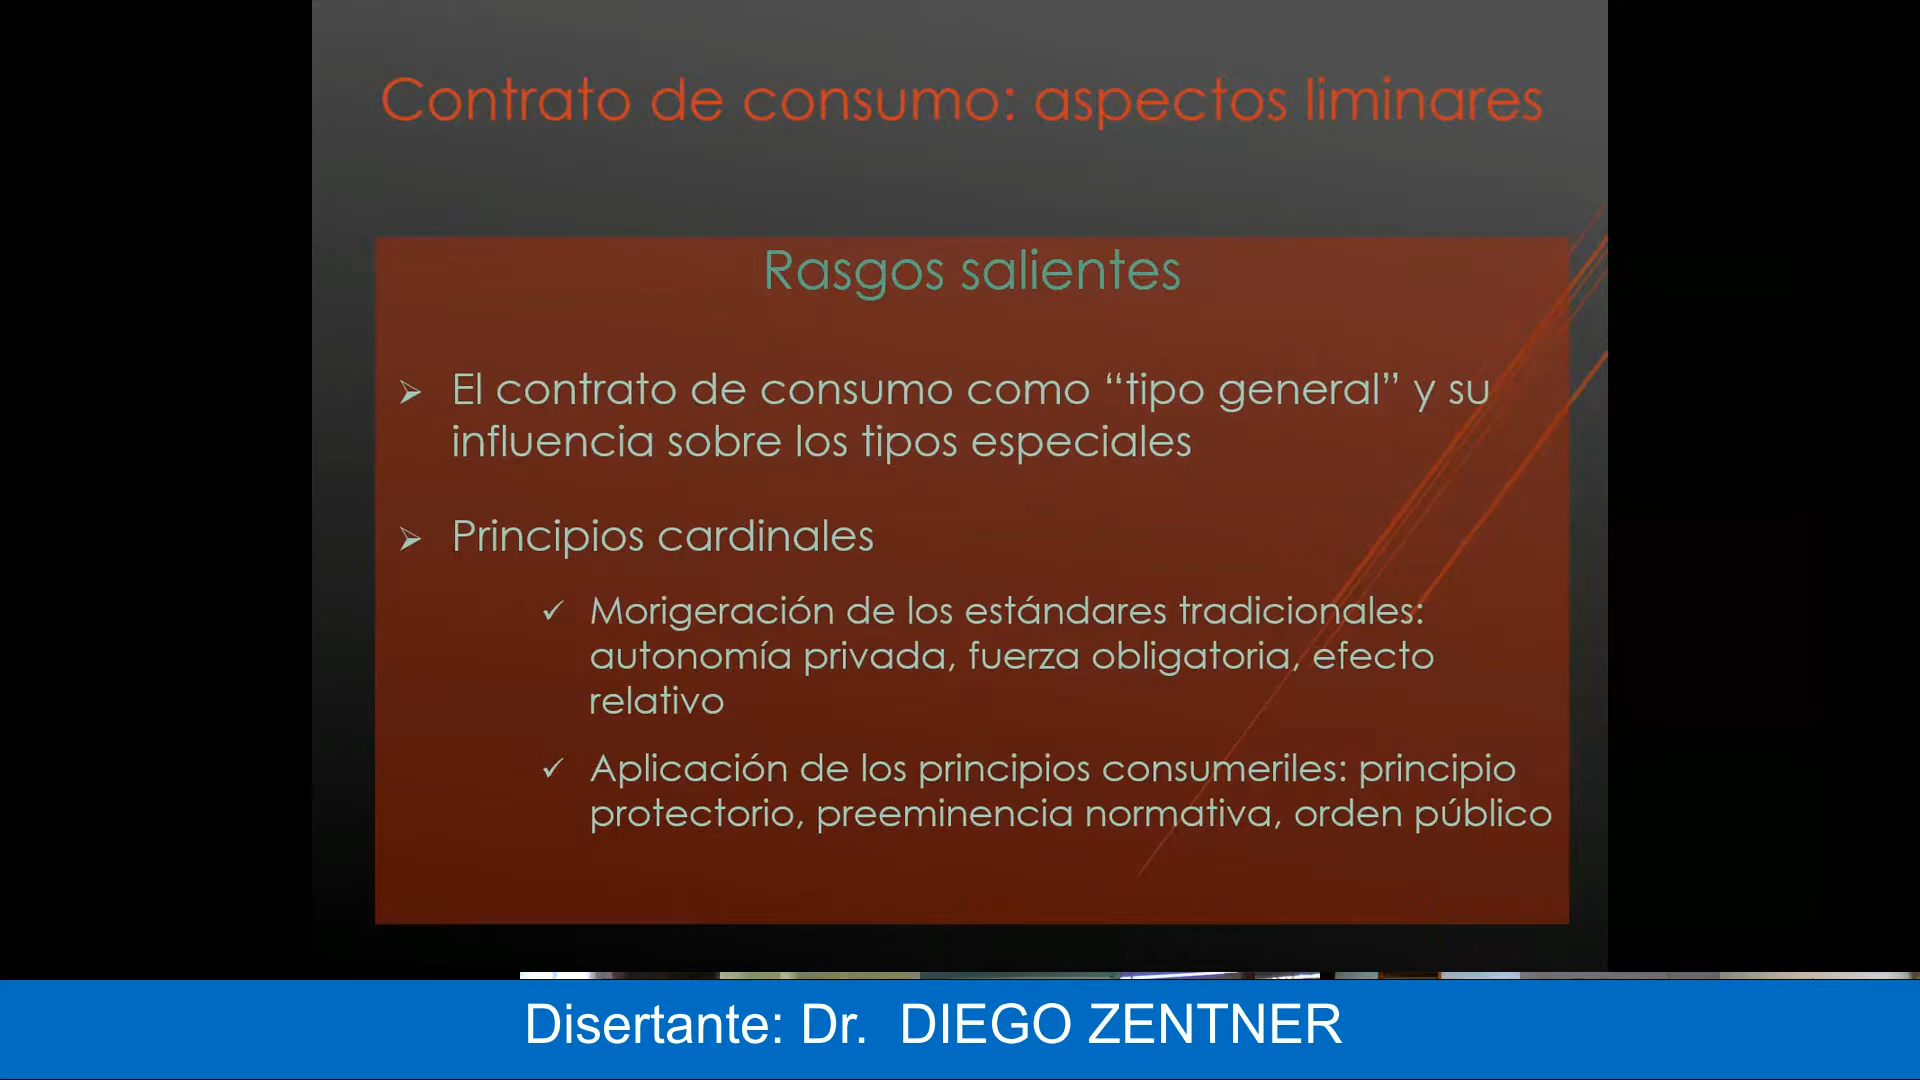 Contrato de consumo: aspectos liminares
Rasgos salientes
➢ El contrato de consumo como “tipo general” y su
influencia sobre los tipos especiales
➢ Principios cardinales
✓ Morigeración de los estándares tradicionales:
autonomía privada, fuerza obligatoria, efecto
relativo
✓ Aplicación de los principios consumeriles: principio
protectorio, preeminencia normativa, orden público
Disertante: Dr. DIEGO ZENTNER